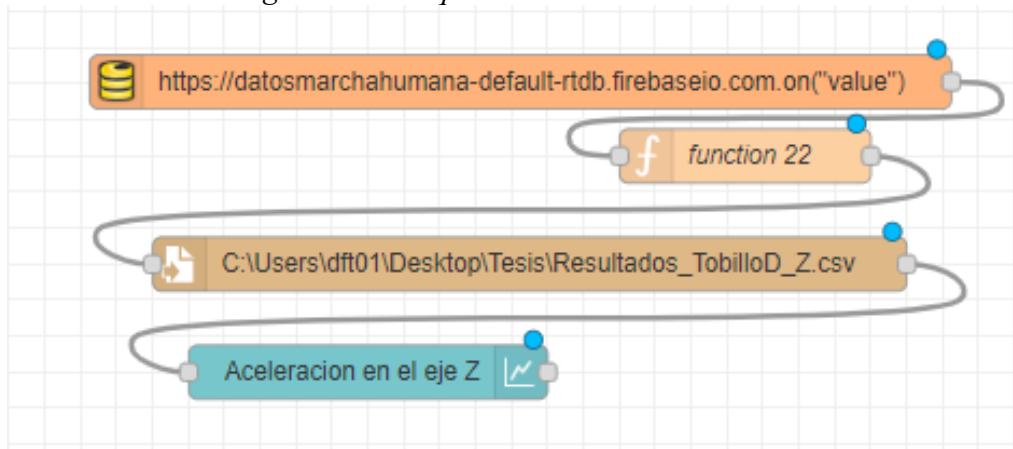 https://datosmarchahumana-default-rtdb.firebaseio.com.on("value")
function 22
C:\Users\dft01\Desktop\Tesis\Resultados_TobilloD_Z.csv
Aceleracion en el eje Z